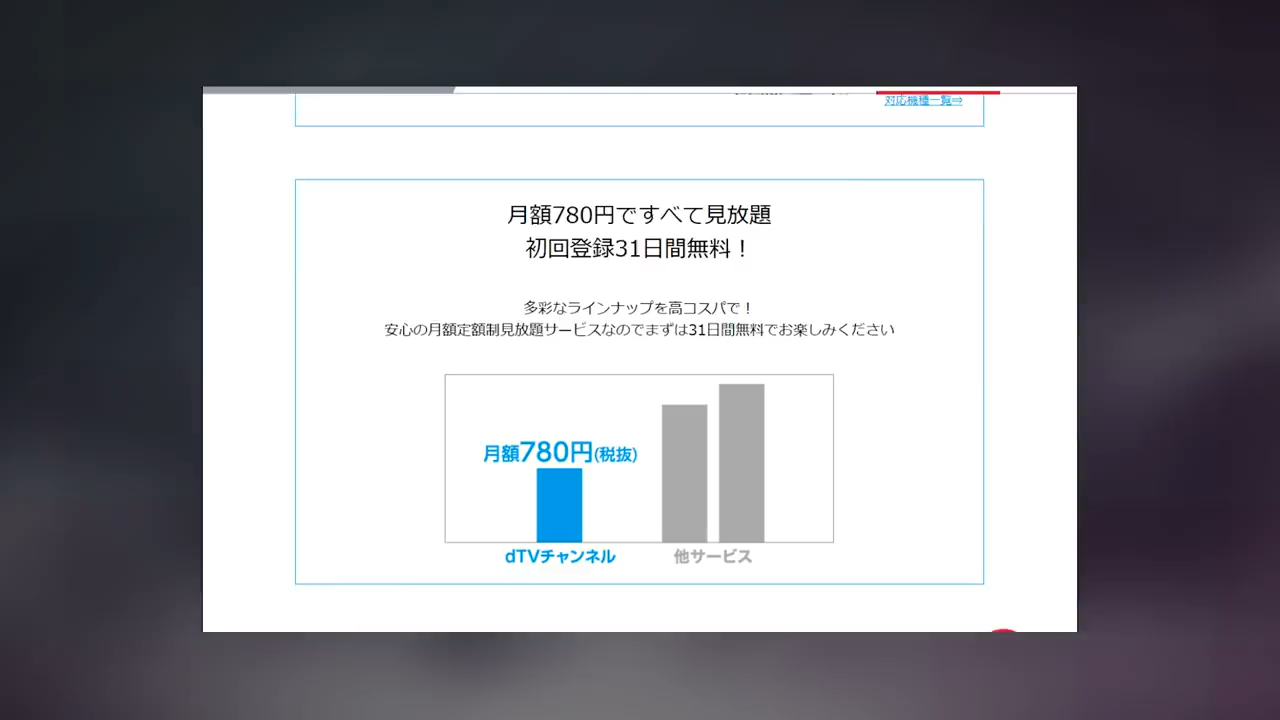 対応機種一覧⇒
月額780円ですべて見放題
初回登録31日間無料！
多彩なラインナップを高コスパで！
安心の月額定額制見放題サービスなのでまずは31日間無料でお楽しみください
月額780円(税抜)
dTVチャンネル
他サービス